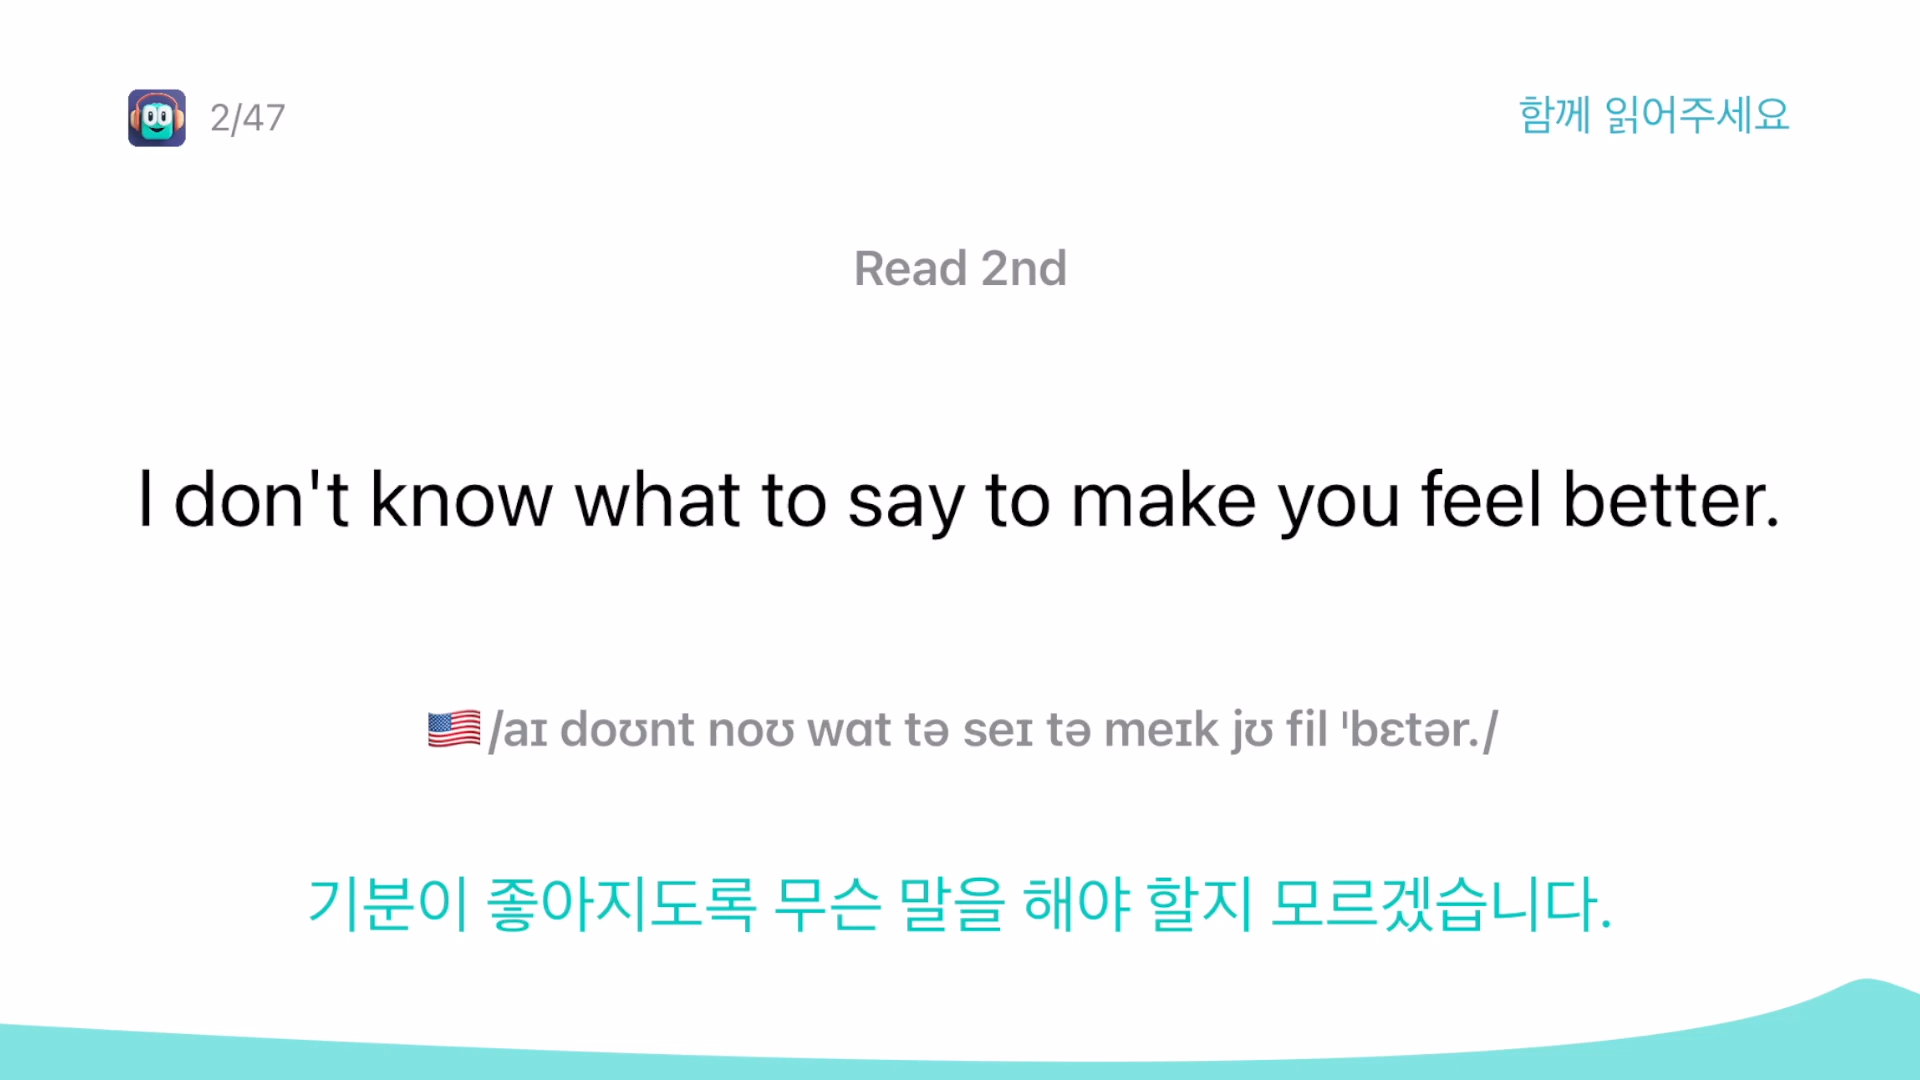 2/47
함께 읽어주세요
Read 2nd
I don't know what to say to make you feel better.
🇺🇸/aɪ doʊnt noʊ wɑt tə seɪ tə meɪk jʊ fil ˈbɛtər./
기분이 좋아지도록 무슨 말을 해야 할지 모르겠습니다.